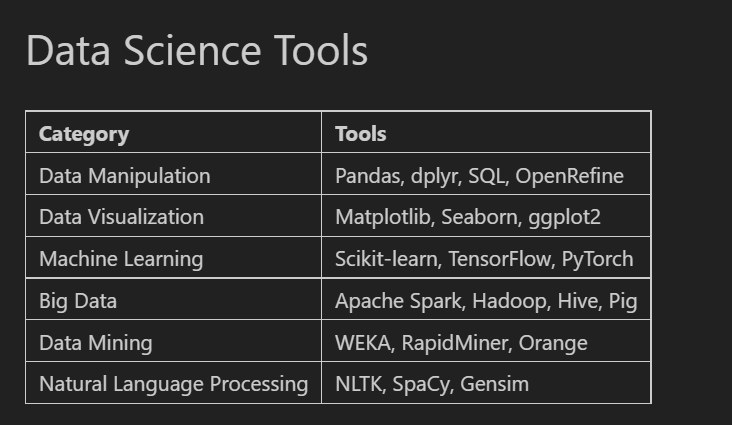 Data Science Tools
Category Tools
Data Manipulation Pandas, dplyr, SQL, OpenRefine
Data Visualization Matplotlib, Seaborn, ggplot2
Machine Learning Scikit-learn, TensorFlow, PyTorch
Big Data Apache Spark, Hadoop, Hive, Pig
Data Mining WEKA, RapidMiner, Orange
Natural Language Processing NLTK, SpaCy, Gensim